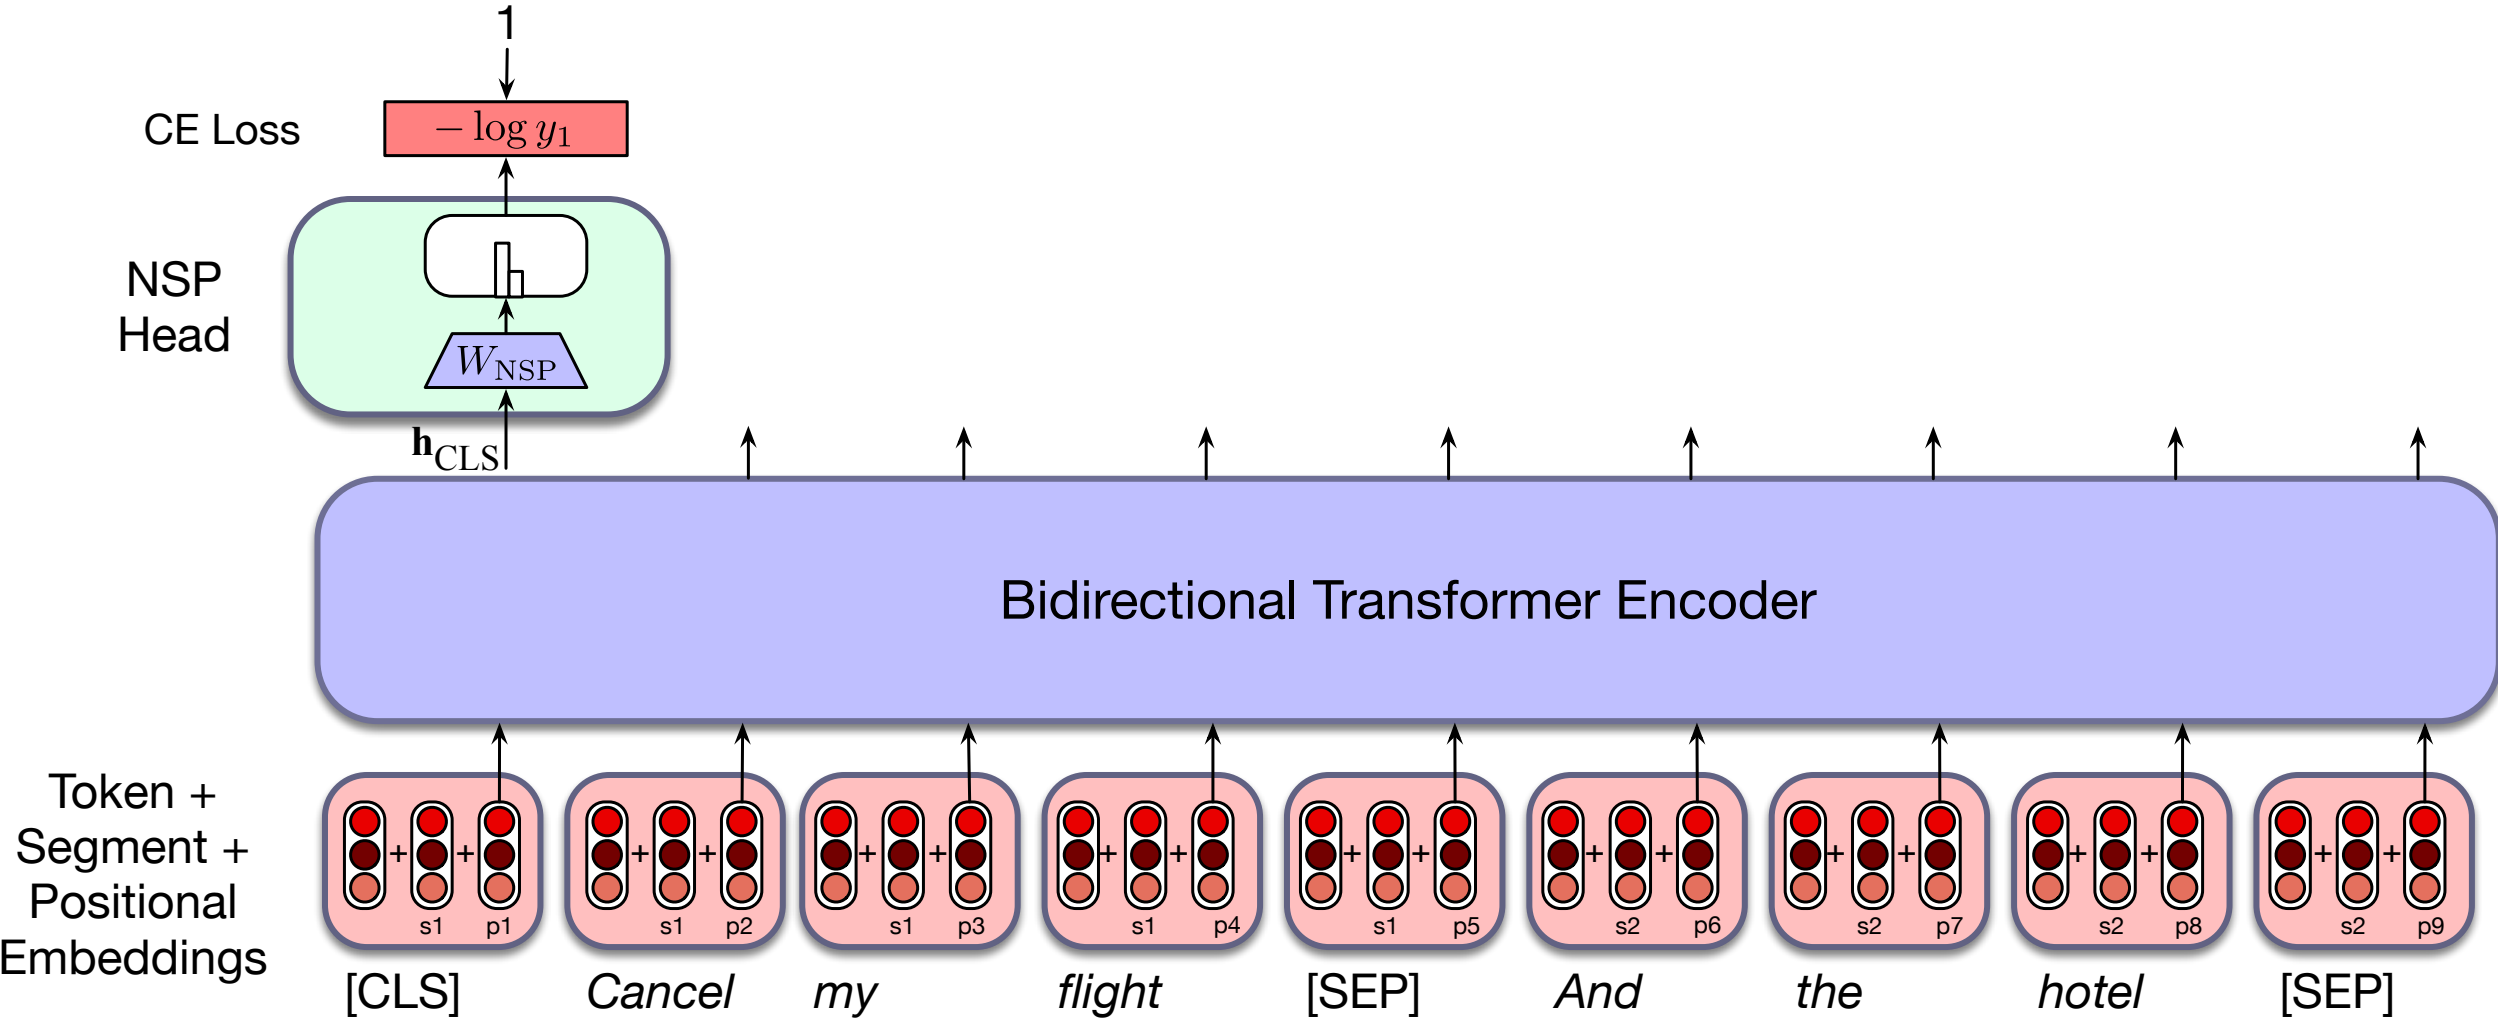 1
CE Loss
− log y₁
NSP
Head
W_NSP
h_CLS
Bidirectional Transformer Encoder
Token +
Segment +
Positional
Embeddings
+ + + + + + + + + + + + + + + + + +
s1 p1 s1 p2 s1 p3 s1 p4 s1 p5 s2 p6 s2 p7 s2 p8 s2 p9
[CLS] Cancel my flight [SEP] And the hotel [SEP]